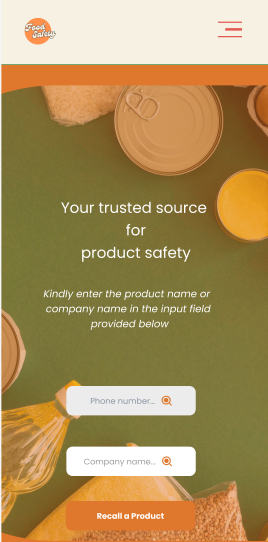 Food
Safety
Your trusted source
for
product safety
Kindly enter the product name or
company name in the input field
provided below
Phone number...
Company name...
Recall a Product